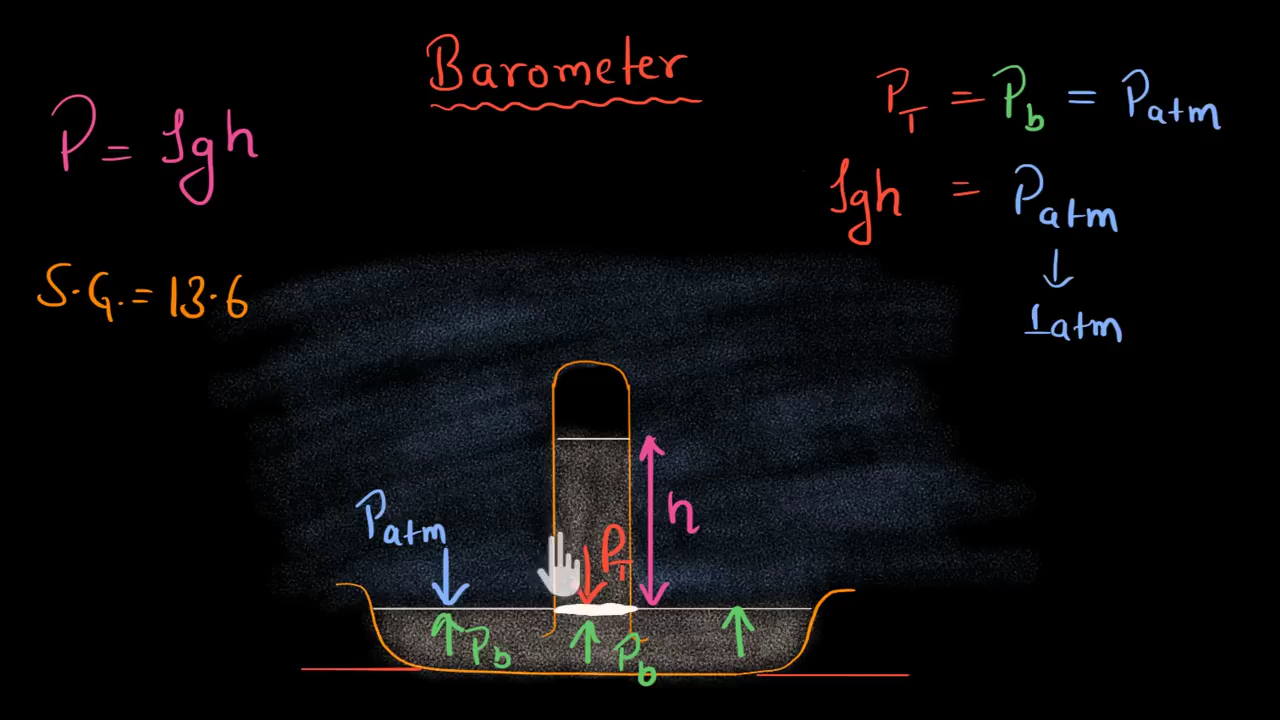 Barometer
P = ρgh
P_T = P_b = P_atm
ρgh = P_atm
↓
1atm
S.G. = 13.6
P_atm
P_T
h
P_b
P_b